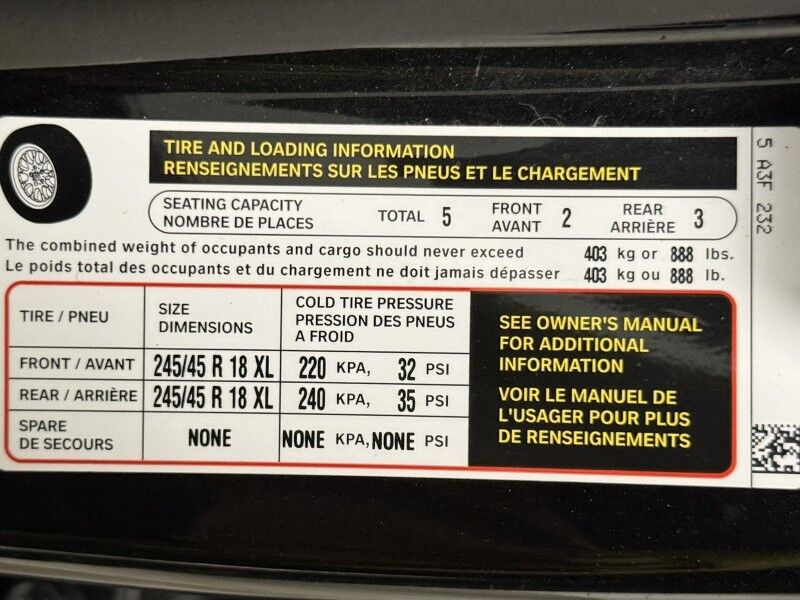 TIRE AND LOADING INFORMATION
RENSEIGNEMENTS SUR LES PNEUS ET LE CHARGEMENT
SEATING CAPACITY
NOMBRE DE PLACES
TOTAL 5
FRONT
AVANT 2
REAR
ARRIÈRE 3
The combined weight of occupants and cargo should never exceed 403 kg or 888 lbs.
Le poids total des occupants et du chargement ne doit jamais dépasser 403 kg ou 888 lb.
TIRE / PNEU
SIZE
DIMENSIONS
COLD TIRE PRESSURE
PRESSION DES PNEUS
A FROID
FRONT / AVANT 245/45 R 18 XL 220 KPA, 32 PSI
REAR / ARRIÈRE 245/45 R 18 XL 240 KPA, 35 PSI
SPARE
DE SECOURS NONE NONE KPA, NONE PSI
SEE OWNER'S MANUAL
FOR ADDITIONAL
INFORMATION
VOIR LE MANUEL DE
L'USAGER POUR PLUS
DE RENSEIGNEMENTS
5 A3F 232